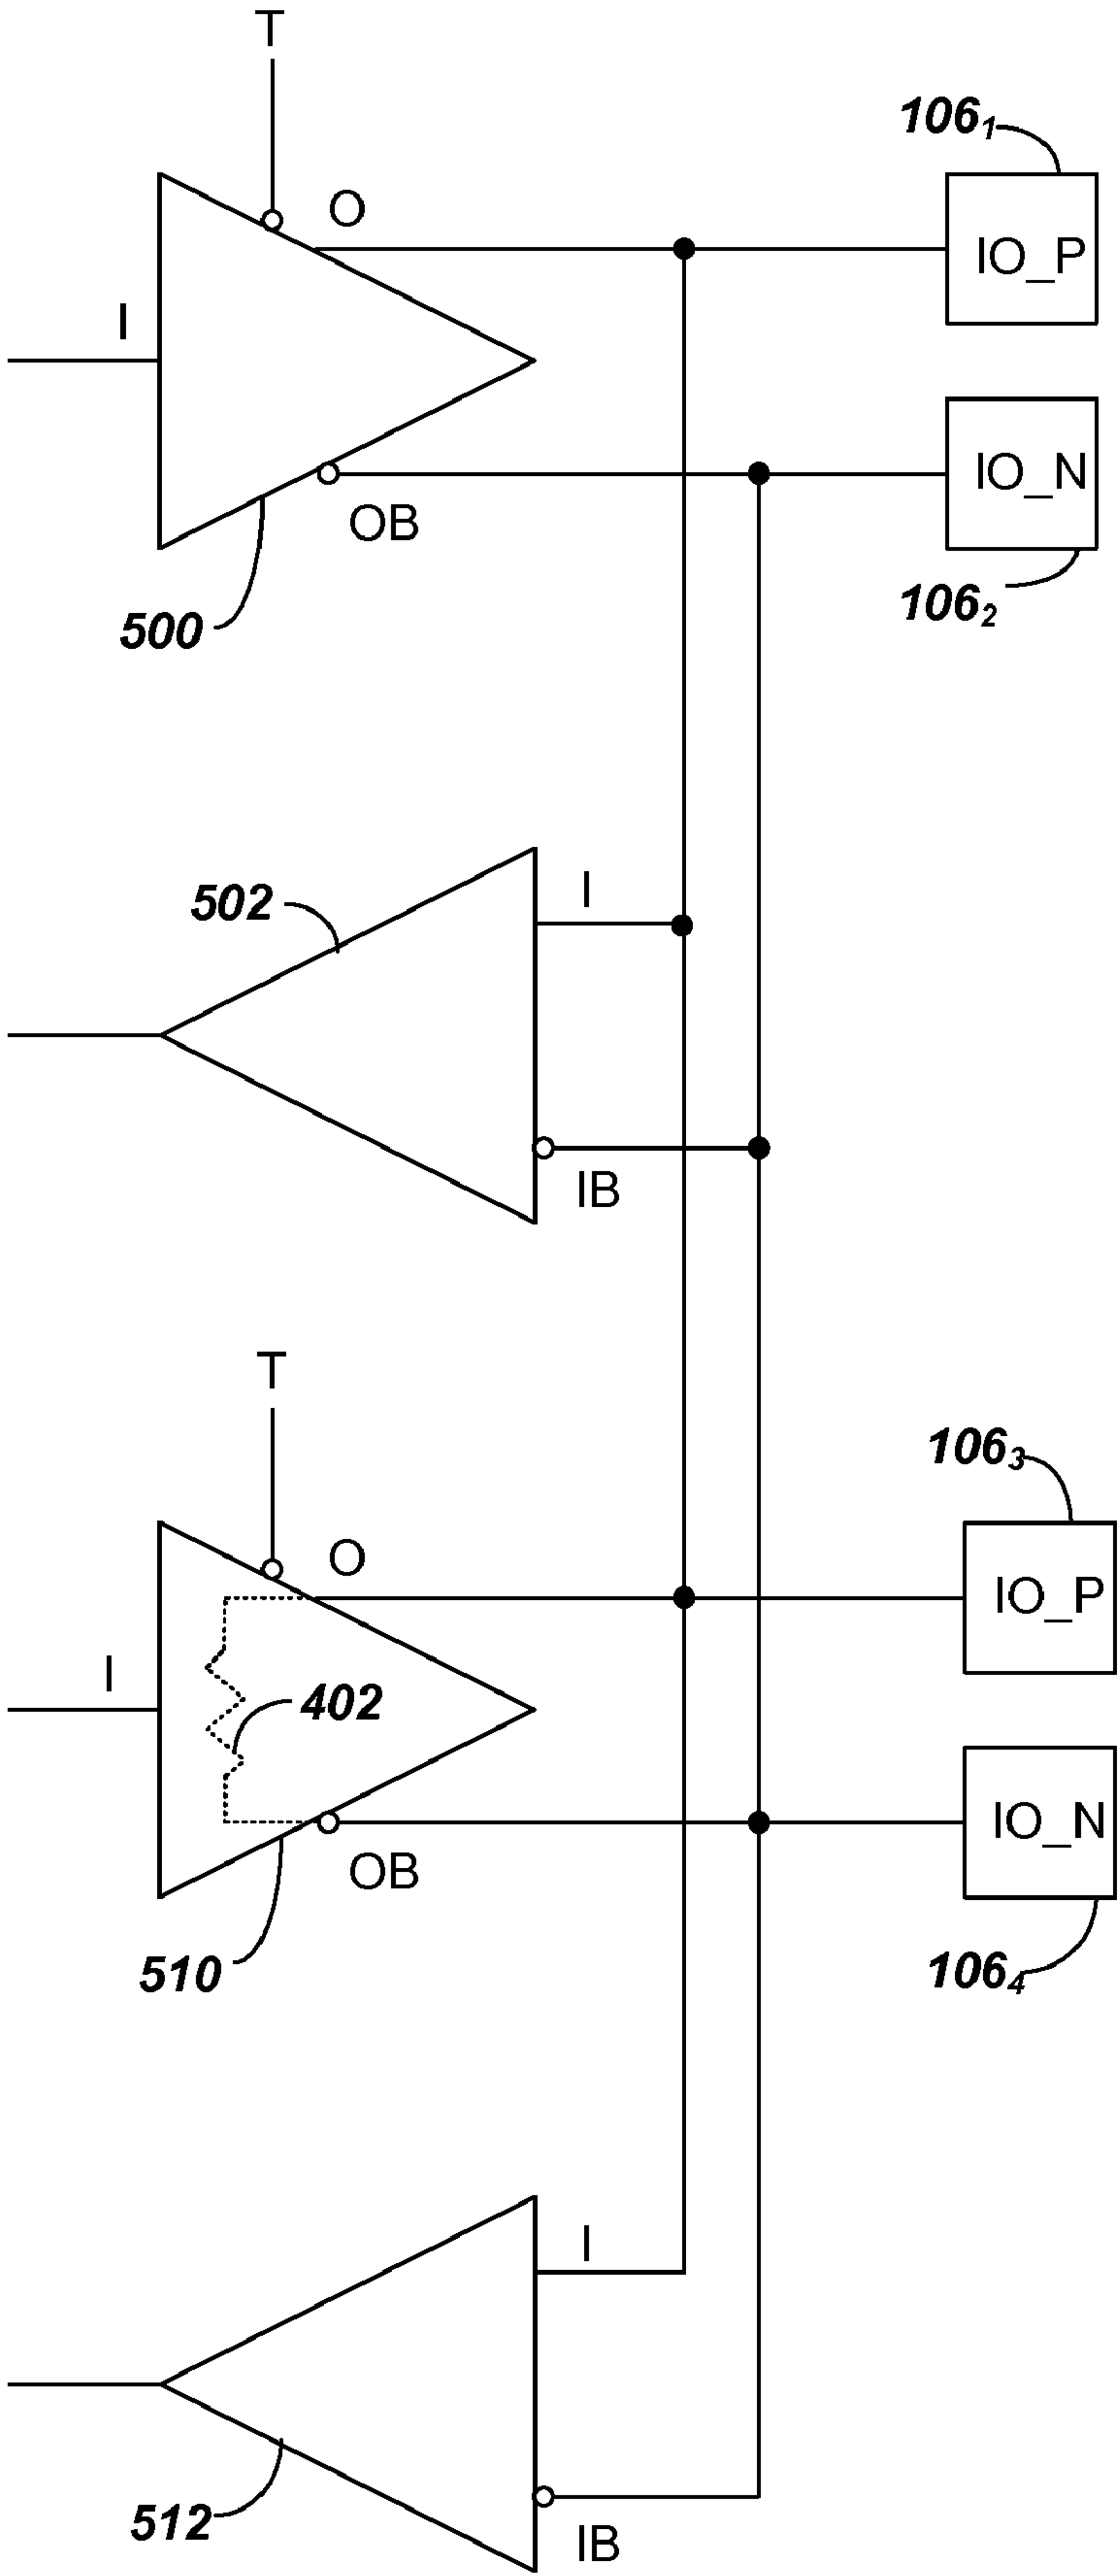 T
106₁
O
IO_P
I
IO_N
OB
106₂
500
502
I
IB
T
106₃
O
IO_P
I
402
IO_N
OB
510
106₄
I
512
IB